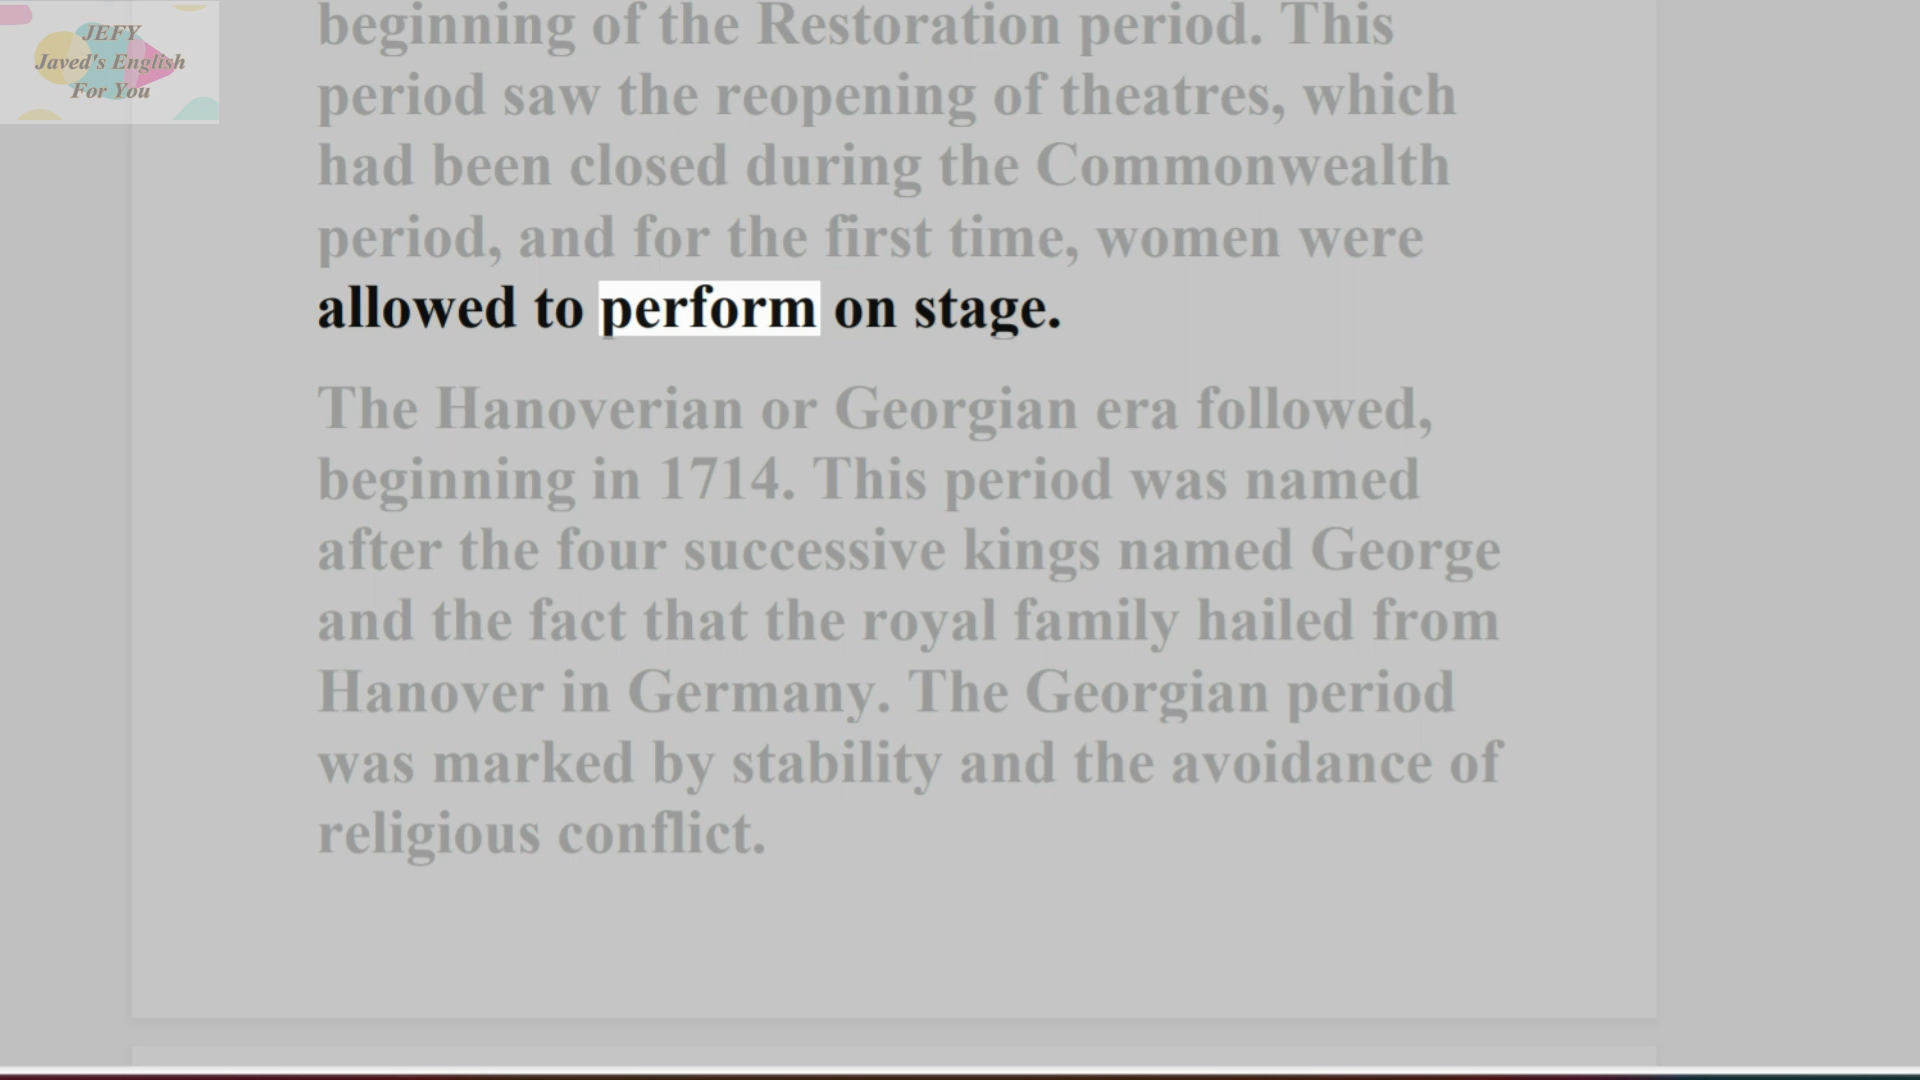 JEFY
Javed's English
For You
beginning of the Restoration period. This
period saw the reopening of theatres, which
had been closed during the Commonwealth
period, and for the first time, women were
allowed to perform on stage.
The Hanoverian or Georgian era followed,
beginning in 1714. This period was named
after the four successive kings named George
and the fact that the royal family hailed from
Hanover in Germany. The Georgian period
was marked by stability and the avoidance of
religious conflict.